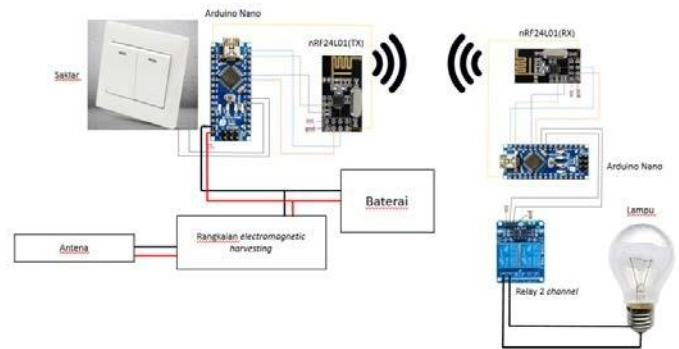 Arduino Nano
nRF24L01(TX)
Saklar
Baterai
Rangkaian electromagnetic
harvesting
Antena
nRF24L01(RX)
Arduino Nano
Lampu
Relay 2 channel